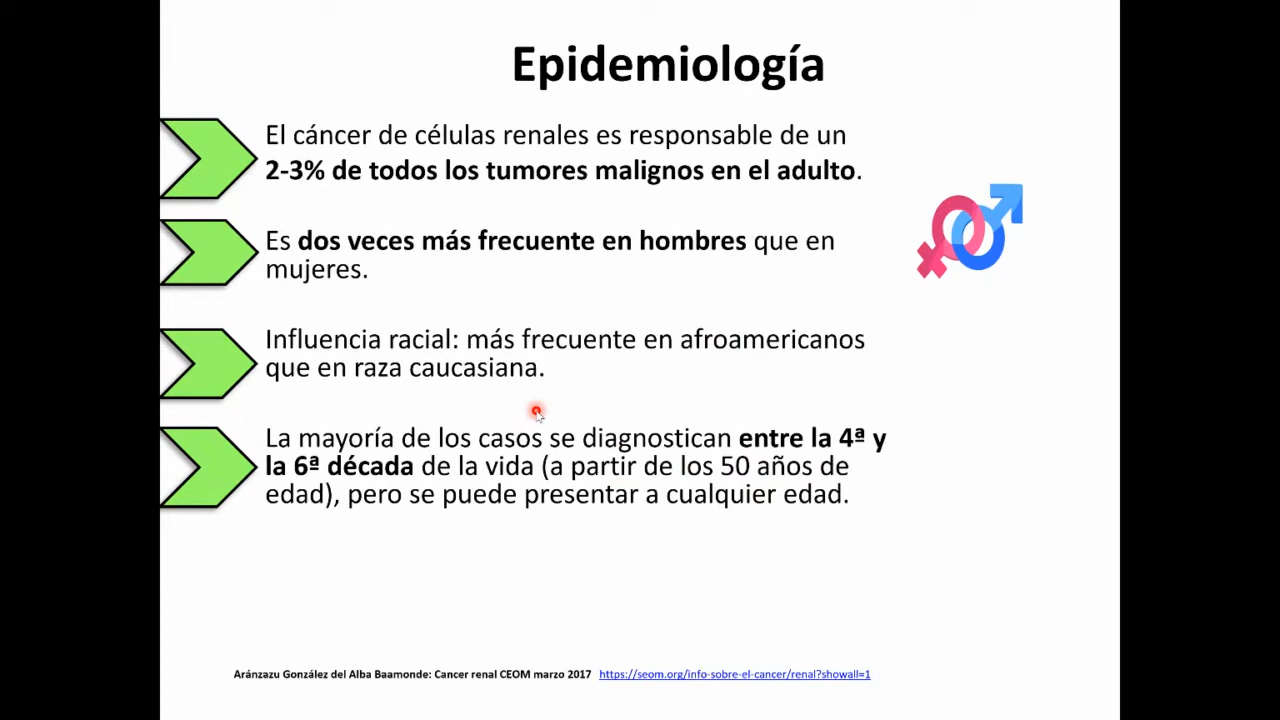 Epidemiología
El cáncer de células renales es responsable de un
2-3% de todos los tumores malignos en el adulto.
Es dos veces más frecuente en hombres que en
mujeres.
Influencia racial: más frecuente en afroamericanos
que en raza caucasiana.
La mayoría de los casos se diagnostican entre la 4ª y
la 6ª década de la vida (a partir de los 50 años de
edad), pero se puede presentar a cualquier edad.
Aránzazu González del Alba Baamonde: Cancer renal CEOM marzo 2017 https://seom.org/info-sobre-el-cancer/renal?showall=1